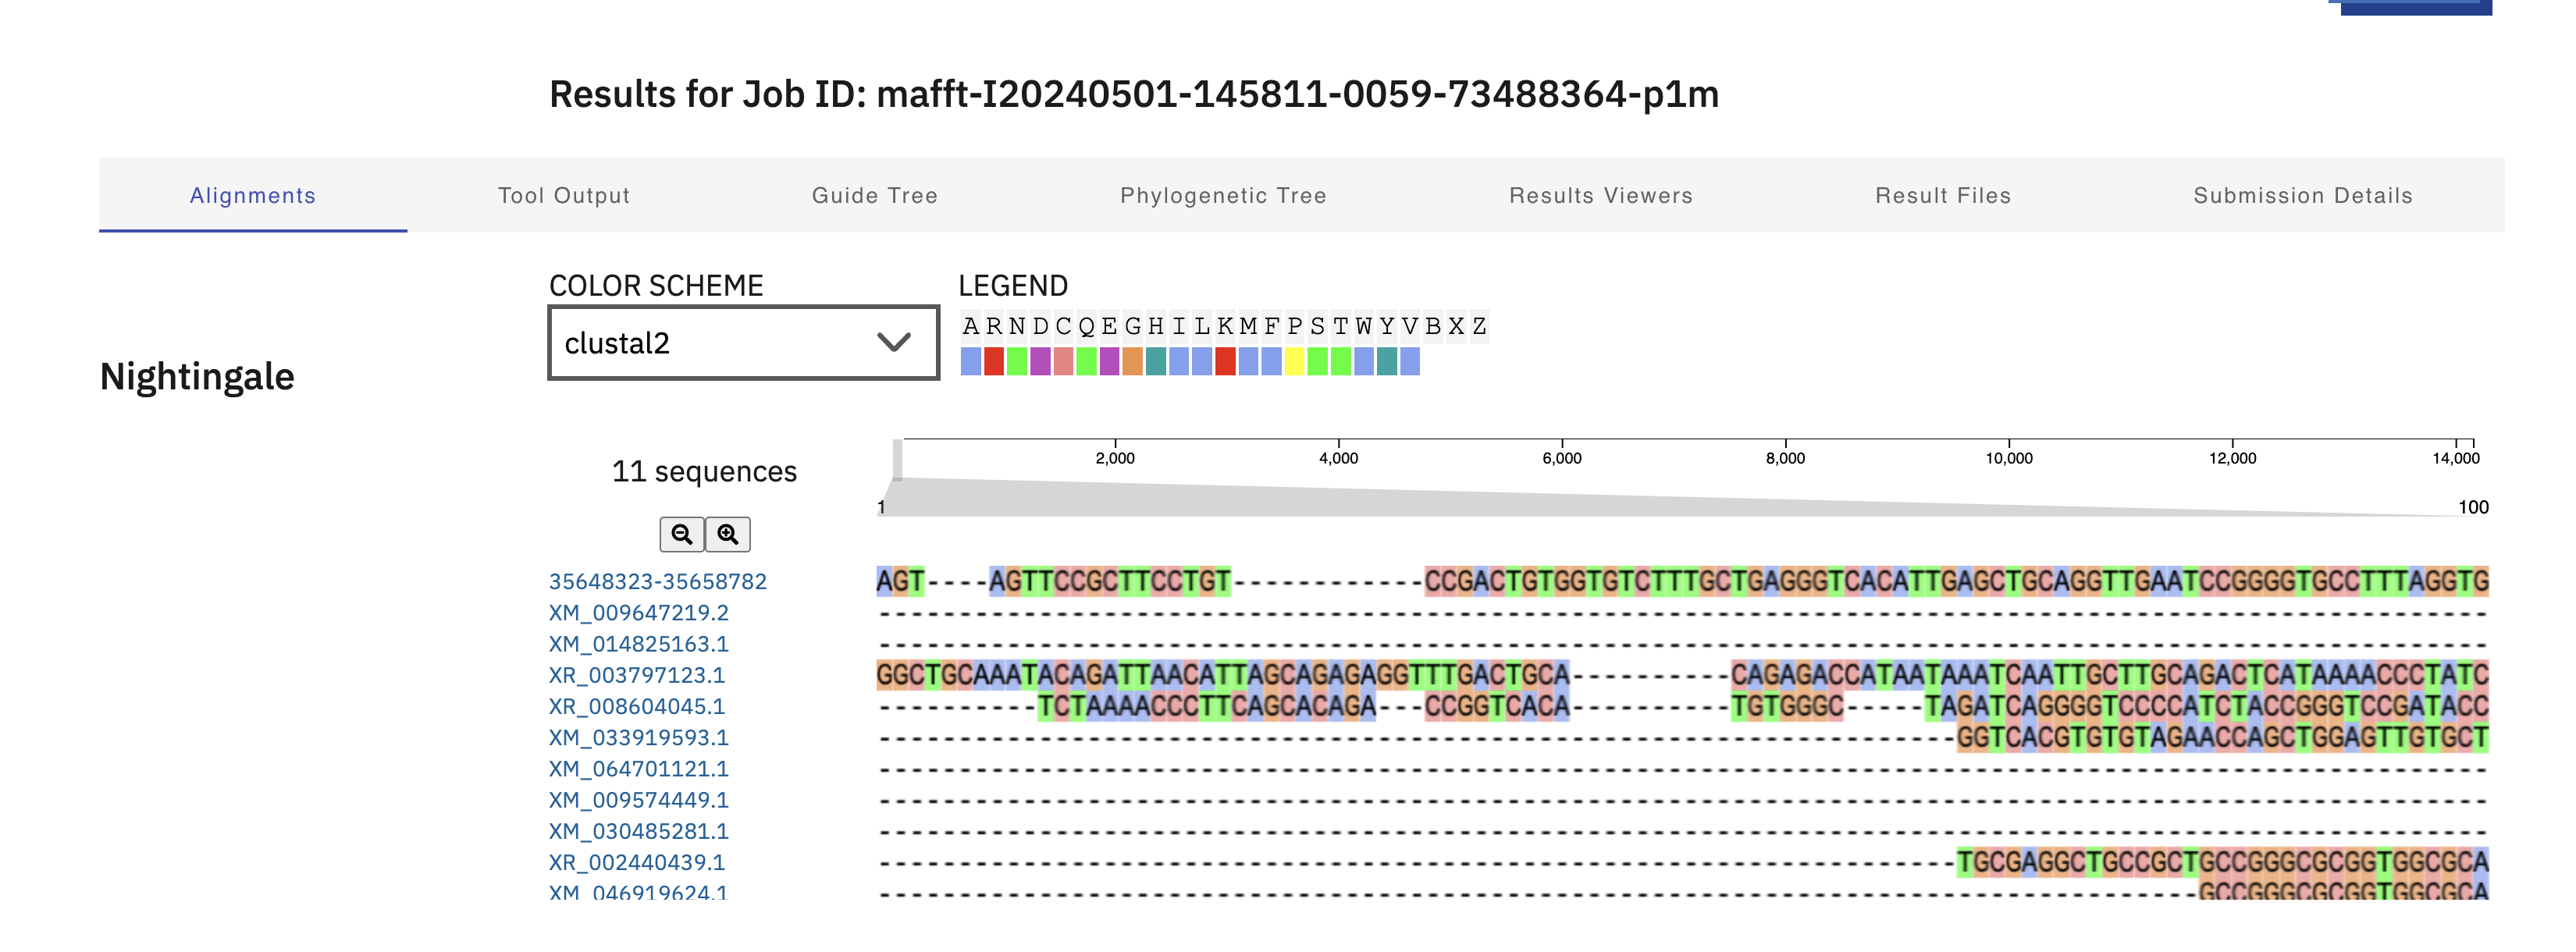 Results for Job ID: mafft-I20240501-145811-0059-73488364-p1m
Alignments Tool Output Guide Tree Phylogenetic Tree Results Viewers Result Files Submission Details
COLOR SCHEME LEGEND
A R N D C Q E G H I L K M F P S T W Y V B X Z
clustal2
Nightingale
11 sequences
2,000 4,000 6,000 8,000 10,000 12,000 14,000
1 100
35648323-35658782 AGT----AGTTCCGCTTCCTGT------------CCGACTGTGGTGTCTTTGCTGAGGGTCACATTGAGCTGCAGGTTGAATCCGGGGTGCCTTTAGGTG
XM_009647219.2 ----------------------------------------------------------------------------------------------------
XM_014825163.1 ----------------------------------------------------------------------------------------------------
XR_003797123.1 GGCTGCAAATACAGATTAACATTAGCAGAGAGGTTTGACTGCA----------CAGAGACCATAATAAATCAATTGCTTGCAGACTCATAAAACCCTATC
XR_008604045.1 ----------TCTAAAACCCTTCAGCACAGA---CCGGTCACA----------TGTGGGC-----TAGATCAGGGGTCCCCATCTACCGGGTCCGATACC
XM_033919593.1 -------------------------------------------------------------------GGTCACGTGTGTAGAACCAGCTGGAGTTGTGCT
XM_064701121.1 ----------------------------------------------------------------------------------------------------
XM_009574449.1 ----------------------------------------------------------------------------------------------------
XM_030485281.1 ----------------------------------------------------------------------------------------------------
XR_002440439.1 -------------------------------------------------------------------TGCGAGGCTGCCGCTGCCGGGCGCGGTGGCGCA
XM_046919624.1 ----------------------------------------------------------------------------------GCCGGGCGCGGTGGCGCA